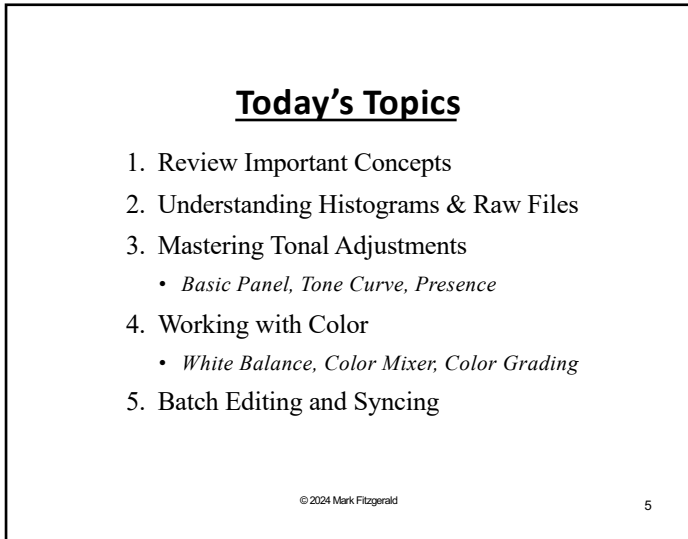 Today’s Topics
1. Review Important Concepts
2. Understanding Histograms & Raw Files
3. Mastering Tonal Adjustments
• Basic Panel, Tone Curve, Presence
4. Working with Color
• White Balance, Color Mixer, Color Grading
5. Batch Editing and Syncing
© 2024 Mark Fitzgerald
5